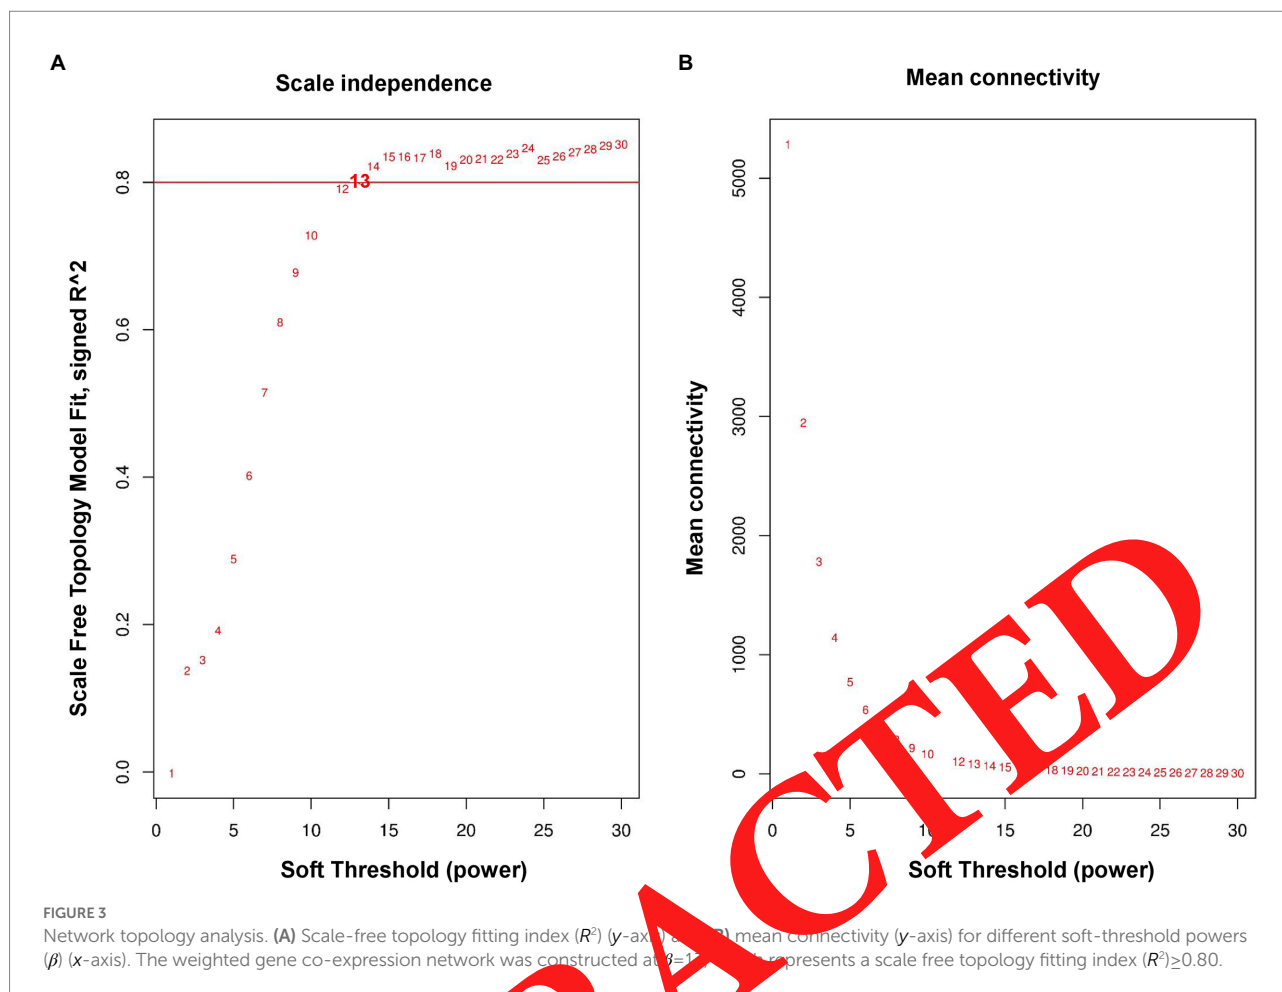 A
Scale independence
Scale Free Topology Model Fit, signed R^2
0.8
0.6
0.4
0.2
0.0
1
2
3
4
5
6
7
8
9
10
12
13
14
15 16 17 18 19 20 21 22 23 24 25 26 27 28 29 30
0 5 10 15 20 25 30
Soft Threshold (power)
B
Mean connectivity
Mean connectivity
5000
4000
3000
2000
1000
0
1
2
3
4
5
6
9
10
12 13 14 15 18 19 20 21 22 23 24 25 26 27 28 29 30
0 5 15 20 25 30
Soft Threshold (power)
FIGURE 3
Network topology analysis. (A) Scale-free topology fitting index (R²) (y-axis) mean connectivity (y-axis) for different soft-threshold powers
(β) (x-axis). The weighted gene co-expression network was constructed at represents a scale free topology fitting index (R²)≥0.80.
RACTED